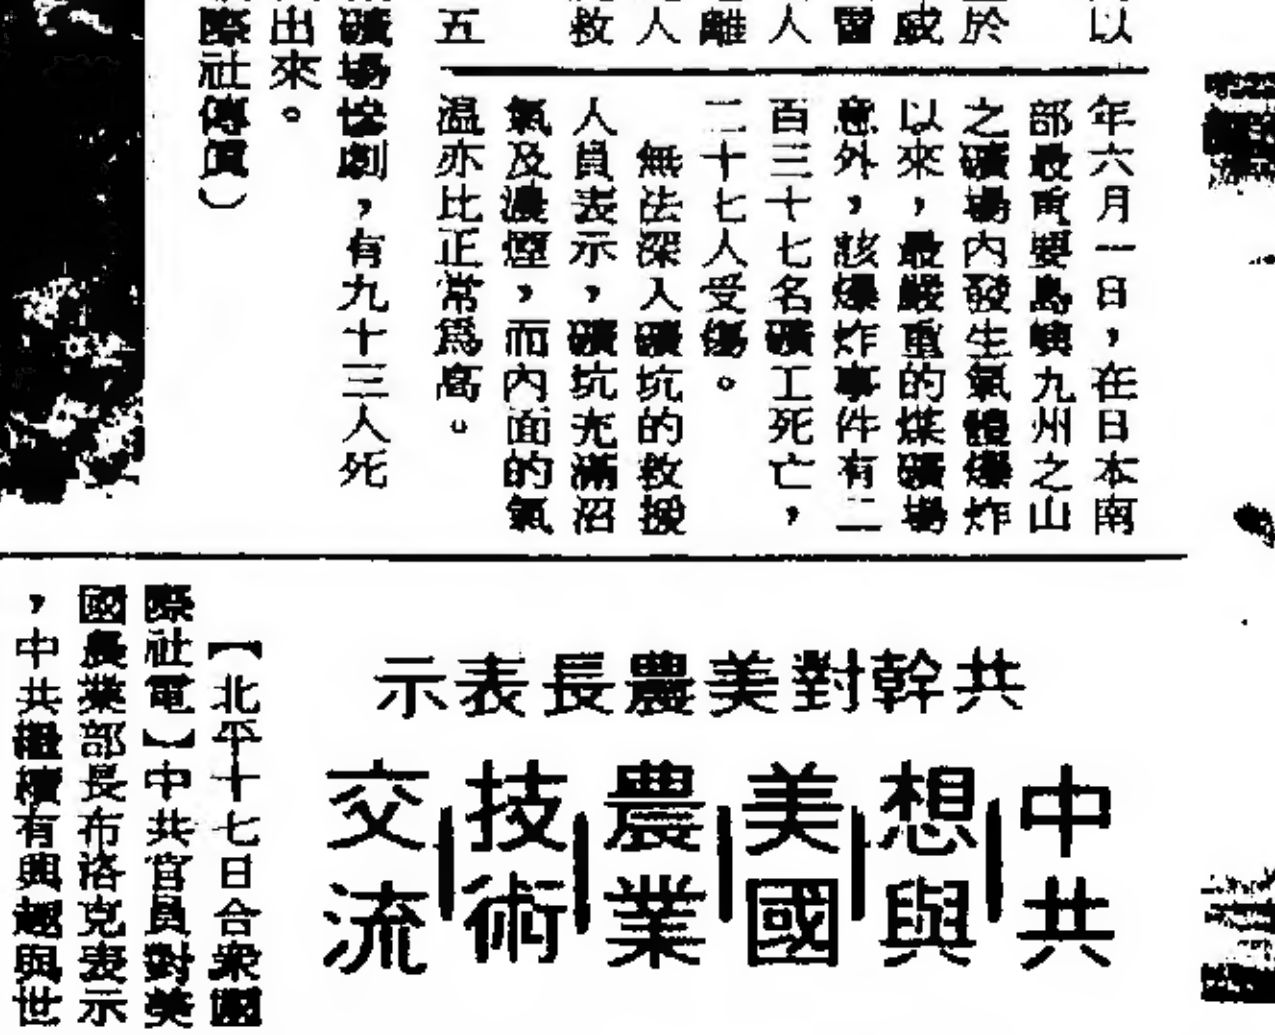 以
年六月一日，在日本南
部最重要島嶼九州之山
之礦場內發生氣體爆炸
以來，最嚴重的煤礦場
意外，該爆炸事件有二
百三十七名礦工死亡，
二十七人受傷。
無法深入礦坑的救援
人員表示，礦坑充滿沼
氣及濃煙，而內面的氣
溫亦比正常爲高。
於
威
留
人
離
人
救
五
礦場慘劇，有九十三人死
出來。
際社傳真）
共幹對美農長表示
中共
想與
美國
農業
技術
交流
【北平十七日合衆國
際社電】中共官員對美
國農業部長布洛克表示
，中共積有興趣與世